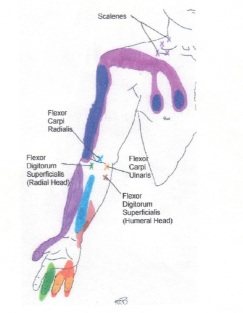 Scalenes
Flexor
Carpi
Radialis
Flexor
Digitorum
Superficialis
(Radial Head)
Flexor
Carpi
Ulnaris
Flexor
Digitorum
Superficialis
(Humeral Head)